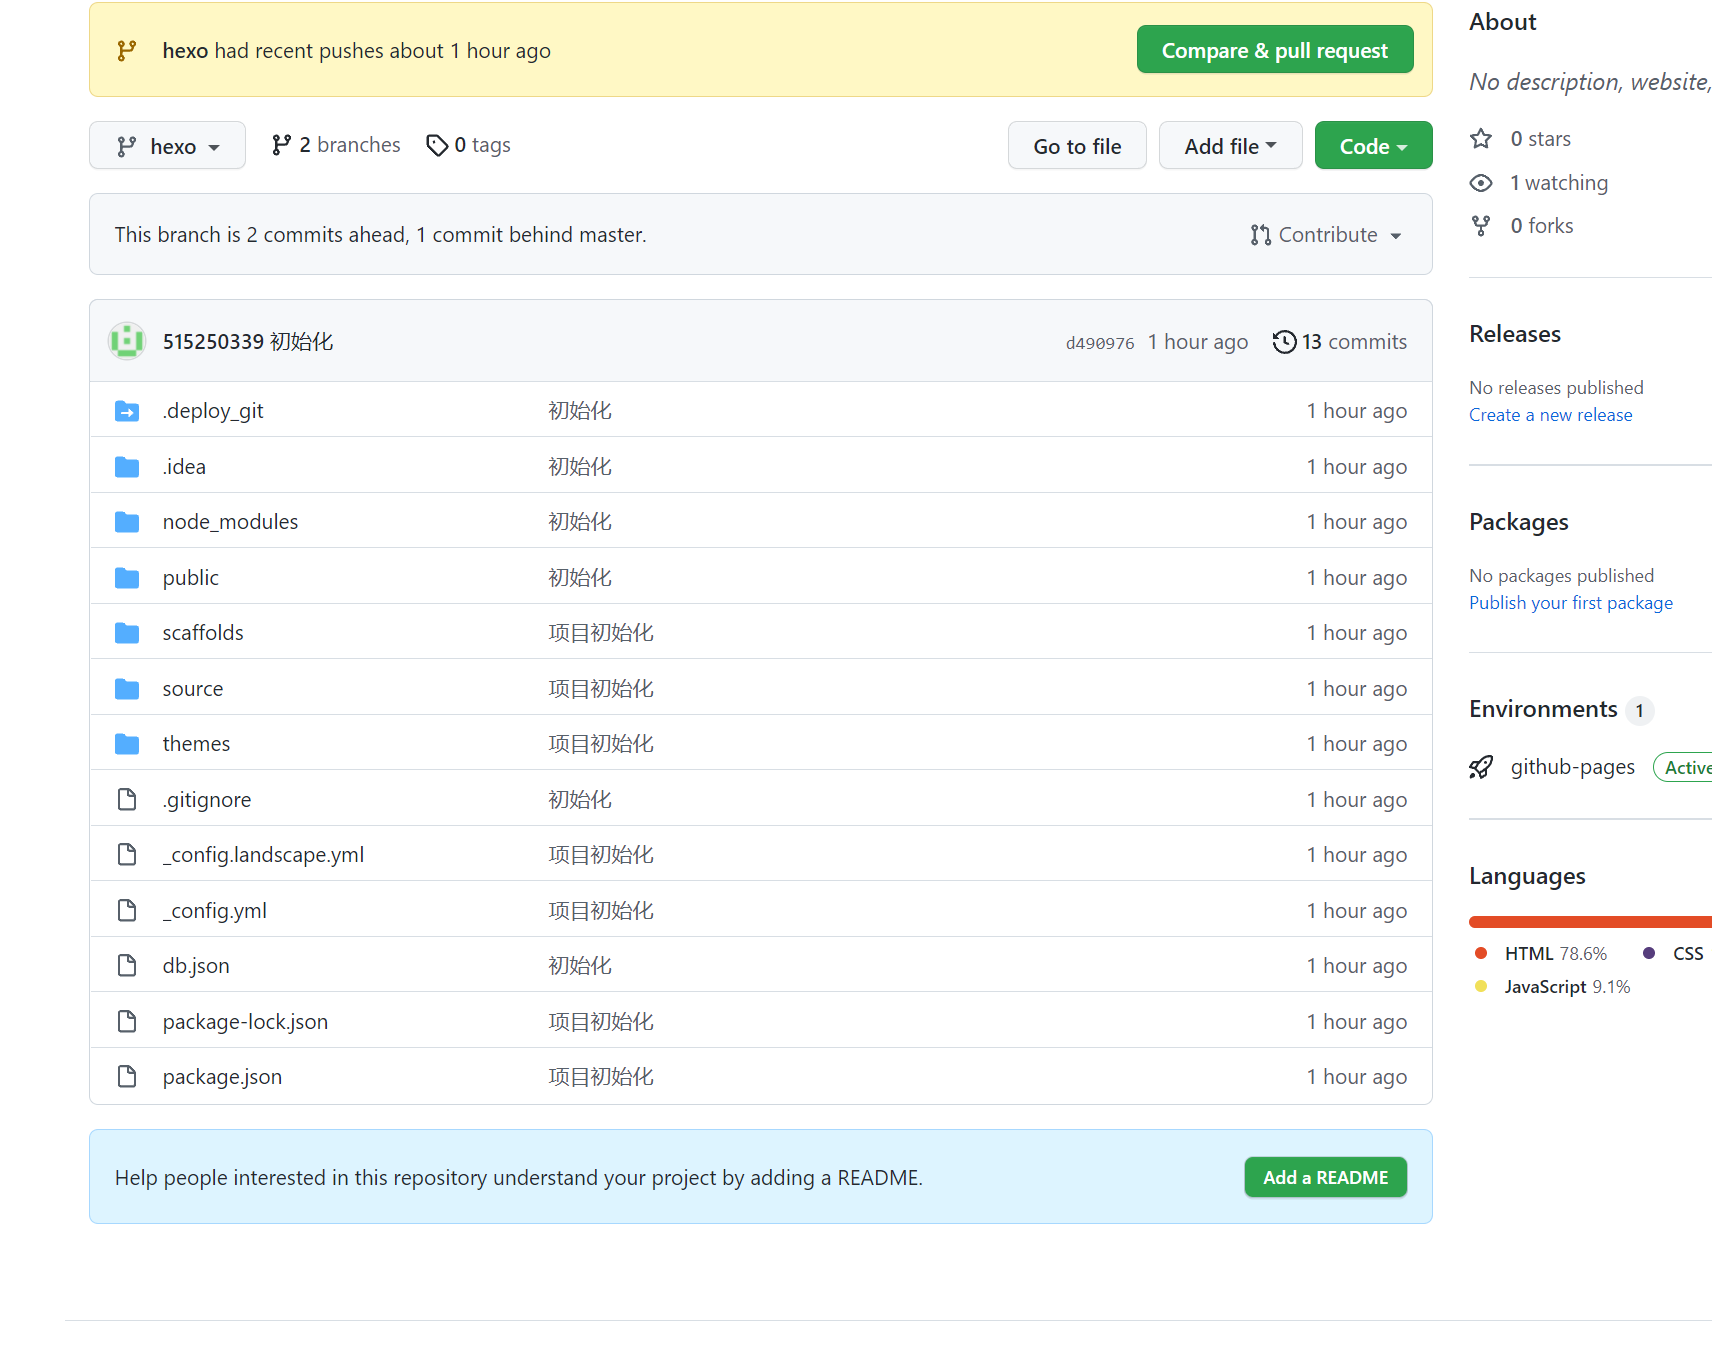 hexo had recent pushes about 1 hour ago
Compare & pull request
hexo
2 branches
0 tags
Go to file
Add file
Code
This branch is 2 commits ahead, 1 commit behind master.
Contribute
515250339 初始化
d490976 1 hour ago
13 commits
.deploy_git 初始化 1 hour ago
.idea 初始化 1 hour ago
node_modules 初始化 1 hour ago
public 初始化 1 hour ago
scaffolds 项目初始化 1 hour ago
source 项目初始化 1 hour ago
themes 项目初始化 1 hour ago
.gitignore 初始化 1 hour ago
_config.landscape.yml 项目初始化 1 hour ago
_config.yml 项目初始化 1 hour ago
db.json 初始化 1 hour ago
package-lock.json 项目初始化 1 hour ago
package.json 项目初始化 1 hour ago
Help people interested in this repository understand your project by adding a README.
Add a README
About
No description, website,
0 stars
1 watching
0 forks
Releases
No releases published
Create a new release
Packages
No packages published
Publish your first package
Environments 1
github-pages Active
Languages
HTML 78.6% CSS
JavaScript 9.1%